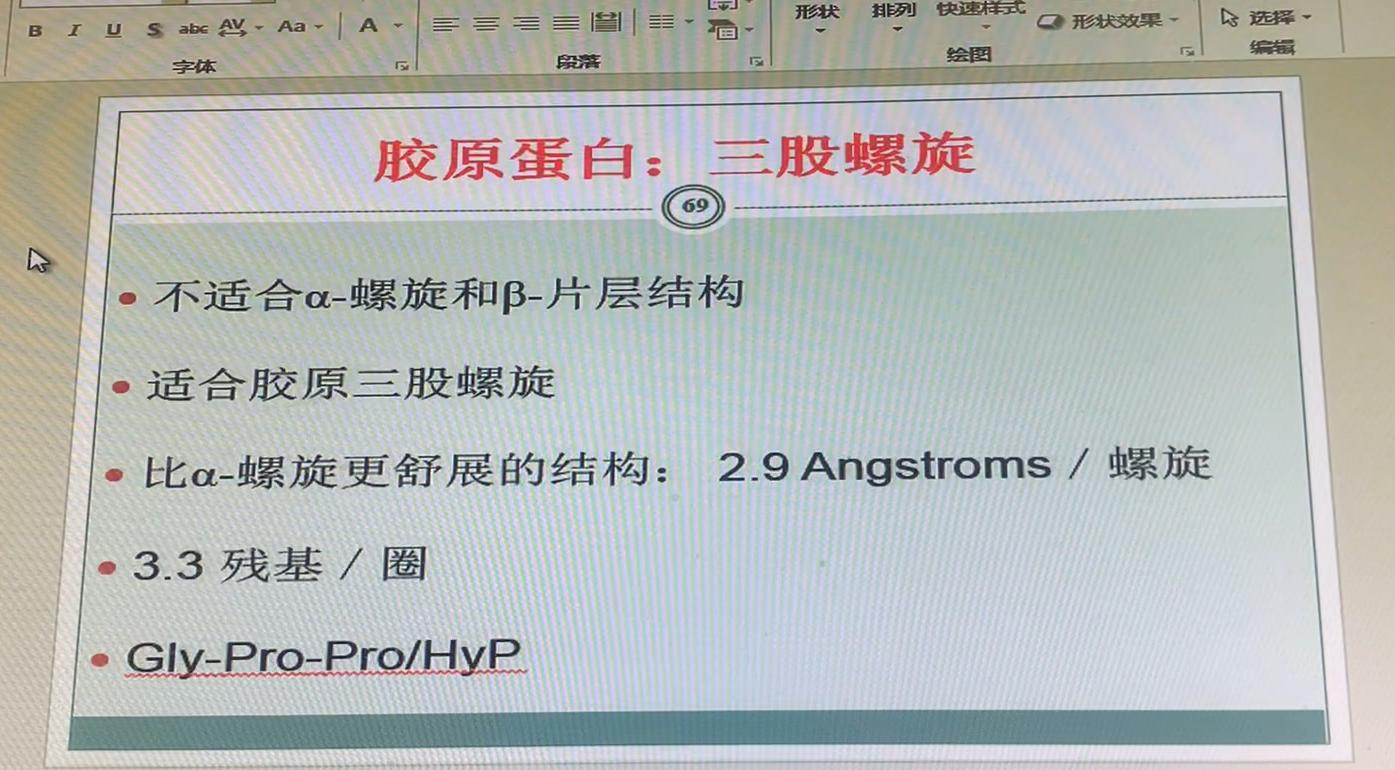 B I U S abc AV Aa A
形状 排列 快速样式 形状效果 选择
字体 段落 绘图 编辑
胶原蛋白：三股螺旋
69
不适合α-螺旋和β-片层结构
适合胶原三股螺旋
比α-螺旋更舒展的结构： 2.9 Angstroms / 螺旋
3.3 残基 / 圈
Gly-Pro-Pro/HyP